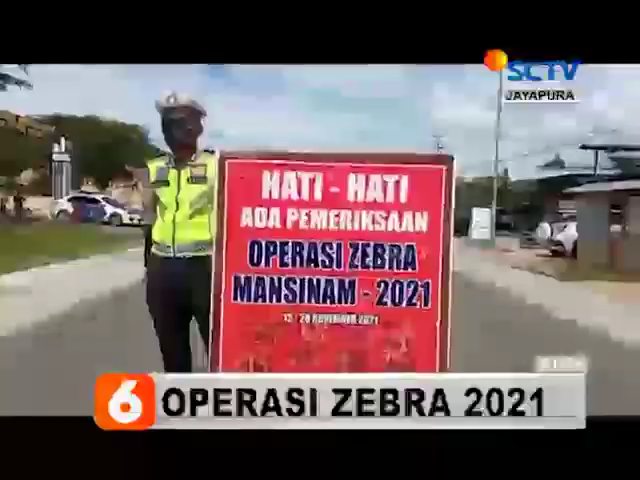 SCTV
JAYAPURA
HATI - HATI
ADA PEMERIKSAAN
OPERASI ZEBRA
MANSINAM - 2021
NOVEMBER 2021
6 OPERASI ZEBRA 2021